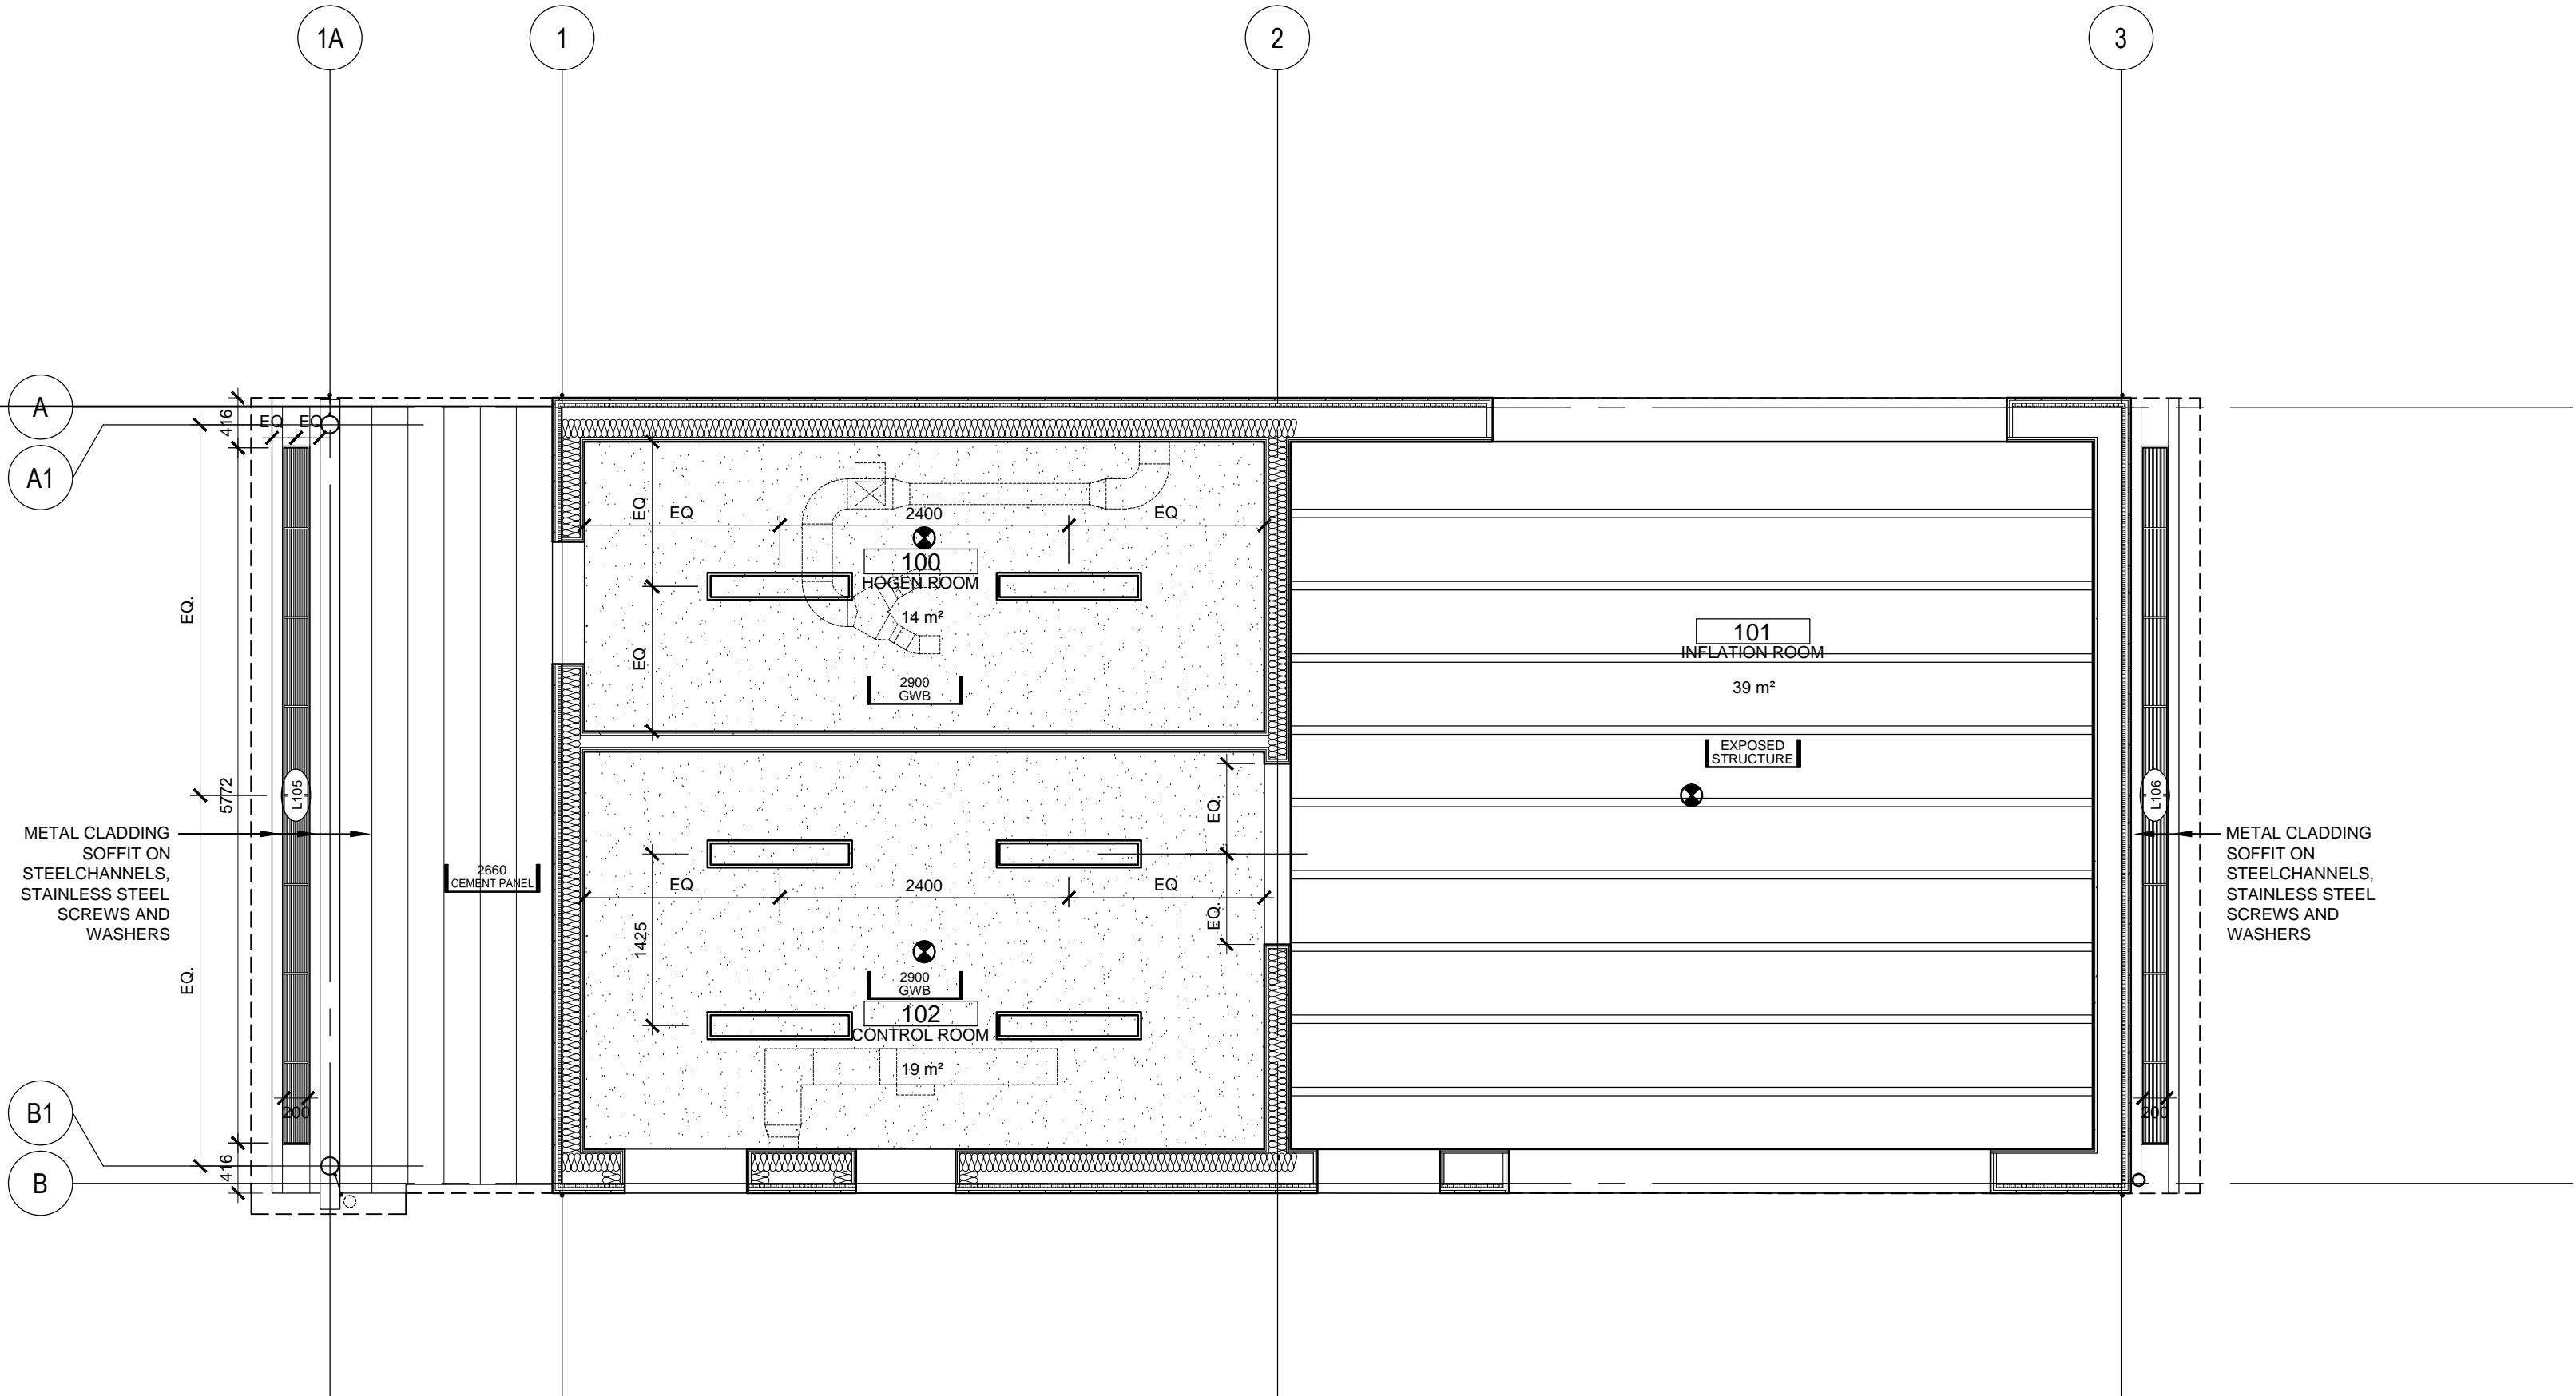 1A
1
2
3
A
A1
B1
B
416
EQ
EQ
EQ.
5772
EQ.
416
200
L105
METAL CLADDING
SOFFIT ON
STEELCHANNELS,
STAINLESS STEEL
SCREWS AND
WASHERS
2660
CEMENT PANEL
EQ
EQ
2400
EQ
EQ
100
HOGEN ROOM
14 m²
2900
GWB
EQ
2400
EQ
1425
EQ.
EQ.
2900
GWB
102
CONTROL ROOM
19 m²
101
INFLATION ROOM
39 m²
EXPOSED
STRUCTURE
L106
200
METAL CLADDING
SOFFIT ON
STEELCHANNELS,
STAINLESS STEEL
SCREWS AND
WASHERS